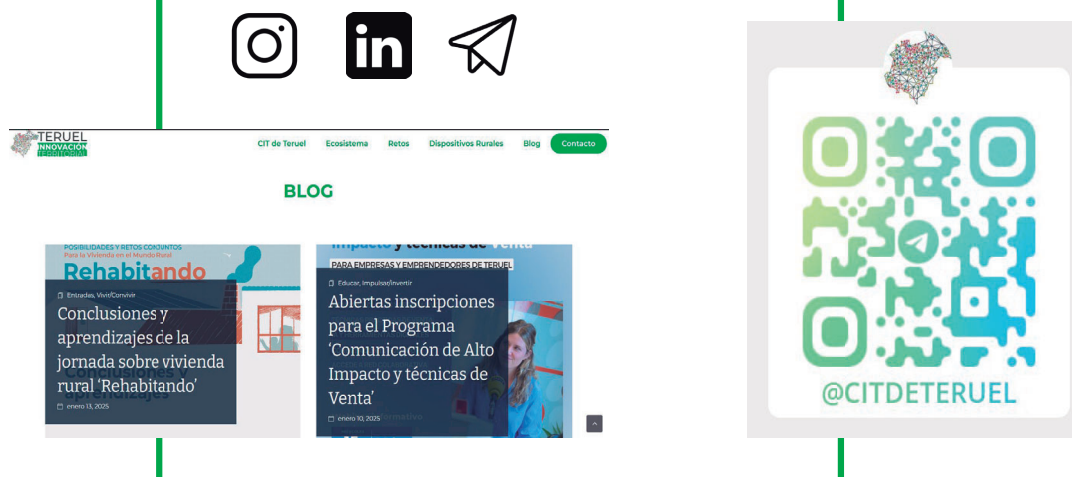 in
TERUEL
INNOVACIÓN
TERRITORIAL
CIT de Teruel Ecosistema Retos Dispositivos Rurales Blog Contacto
BLOG
POSIBILIDADES Y RETOS CONJUNTOS
Para la Vivienda en el Mundo Rural
Rehabitando
Entradas, Vivir/Convivir
Conclusiones y
aprendizajes de la
jornada sobre vivienda
rural ‘Rehabitando’
enero 13, 2025
Conclusiones y
aprendizajes
Impacto y técnicas de Venta
PARA EMPRESAS Y EMPRENDEDORES DE TERUEL
Educar, Impulsar/Invertir
Abiertas inscripciones
para el Programa
‘Comunicación de Alto
Impacto y técnicas de
Venta’
enero 10, 2025
@CITDETERUEL